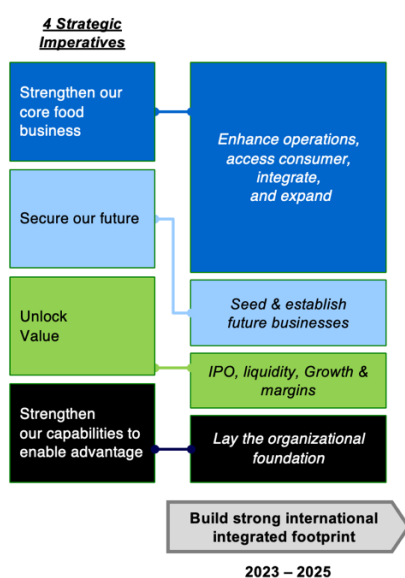 4 Strategic
Imperatives
Strengthen our
core food
business
Enhance operations,
access consumer,
integrate,
and expand
Secure our future
Seed & establish
future businesses
Unlock
Value
IPO, liquidity, Growth &
margins
Strengthen
our capabilities to
enable advantage
Lay the organizational
foundation
Build strong international
integrated footprint
2023 – 2025